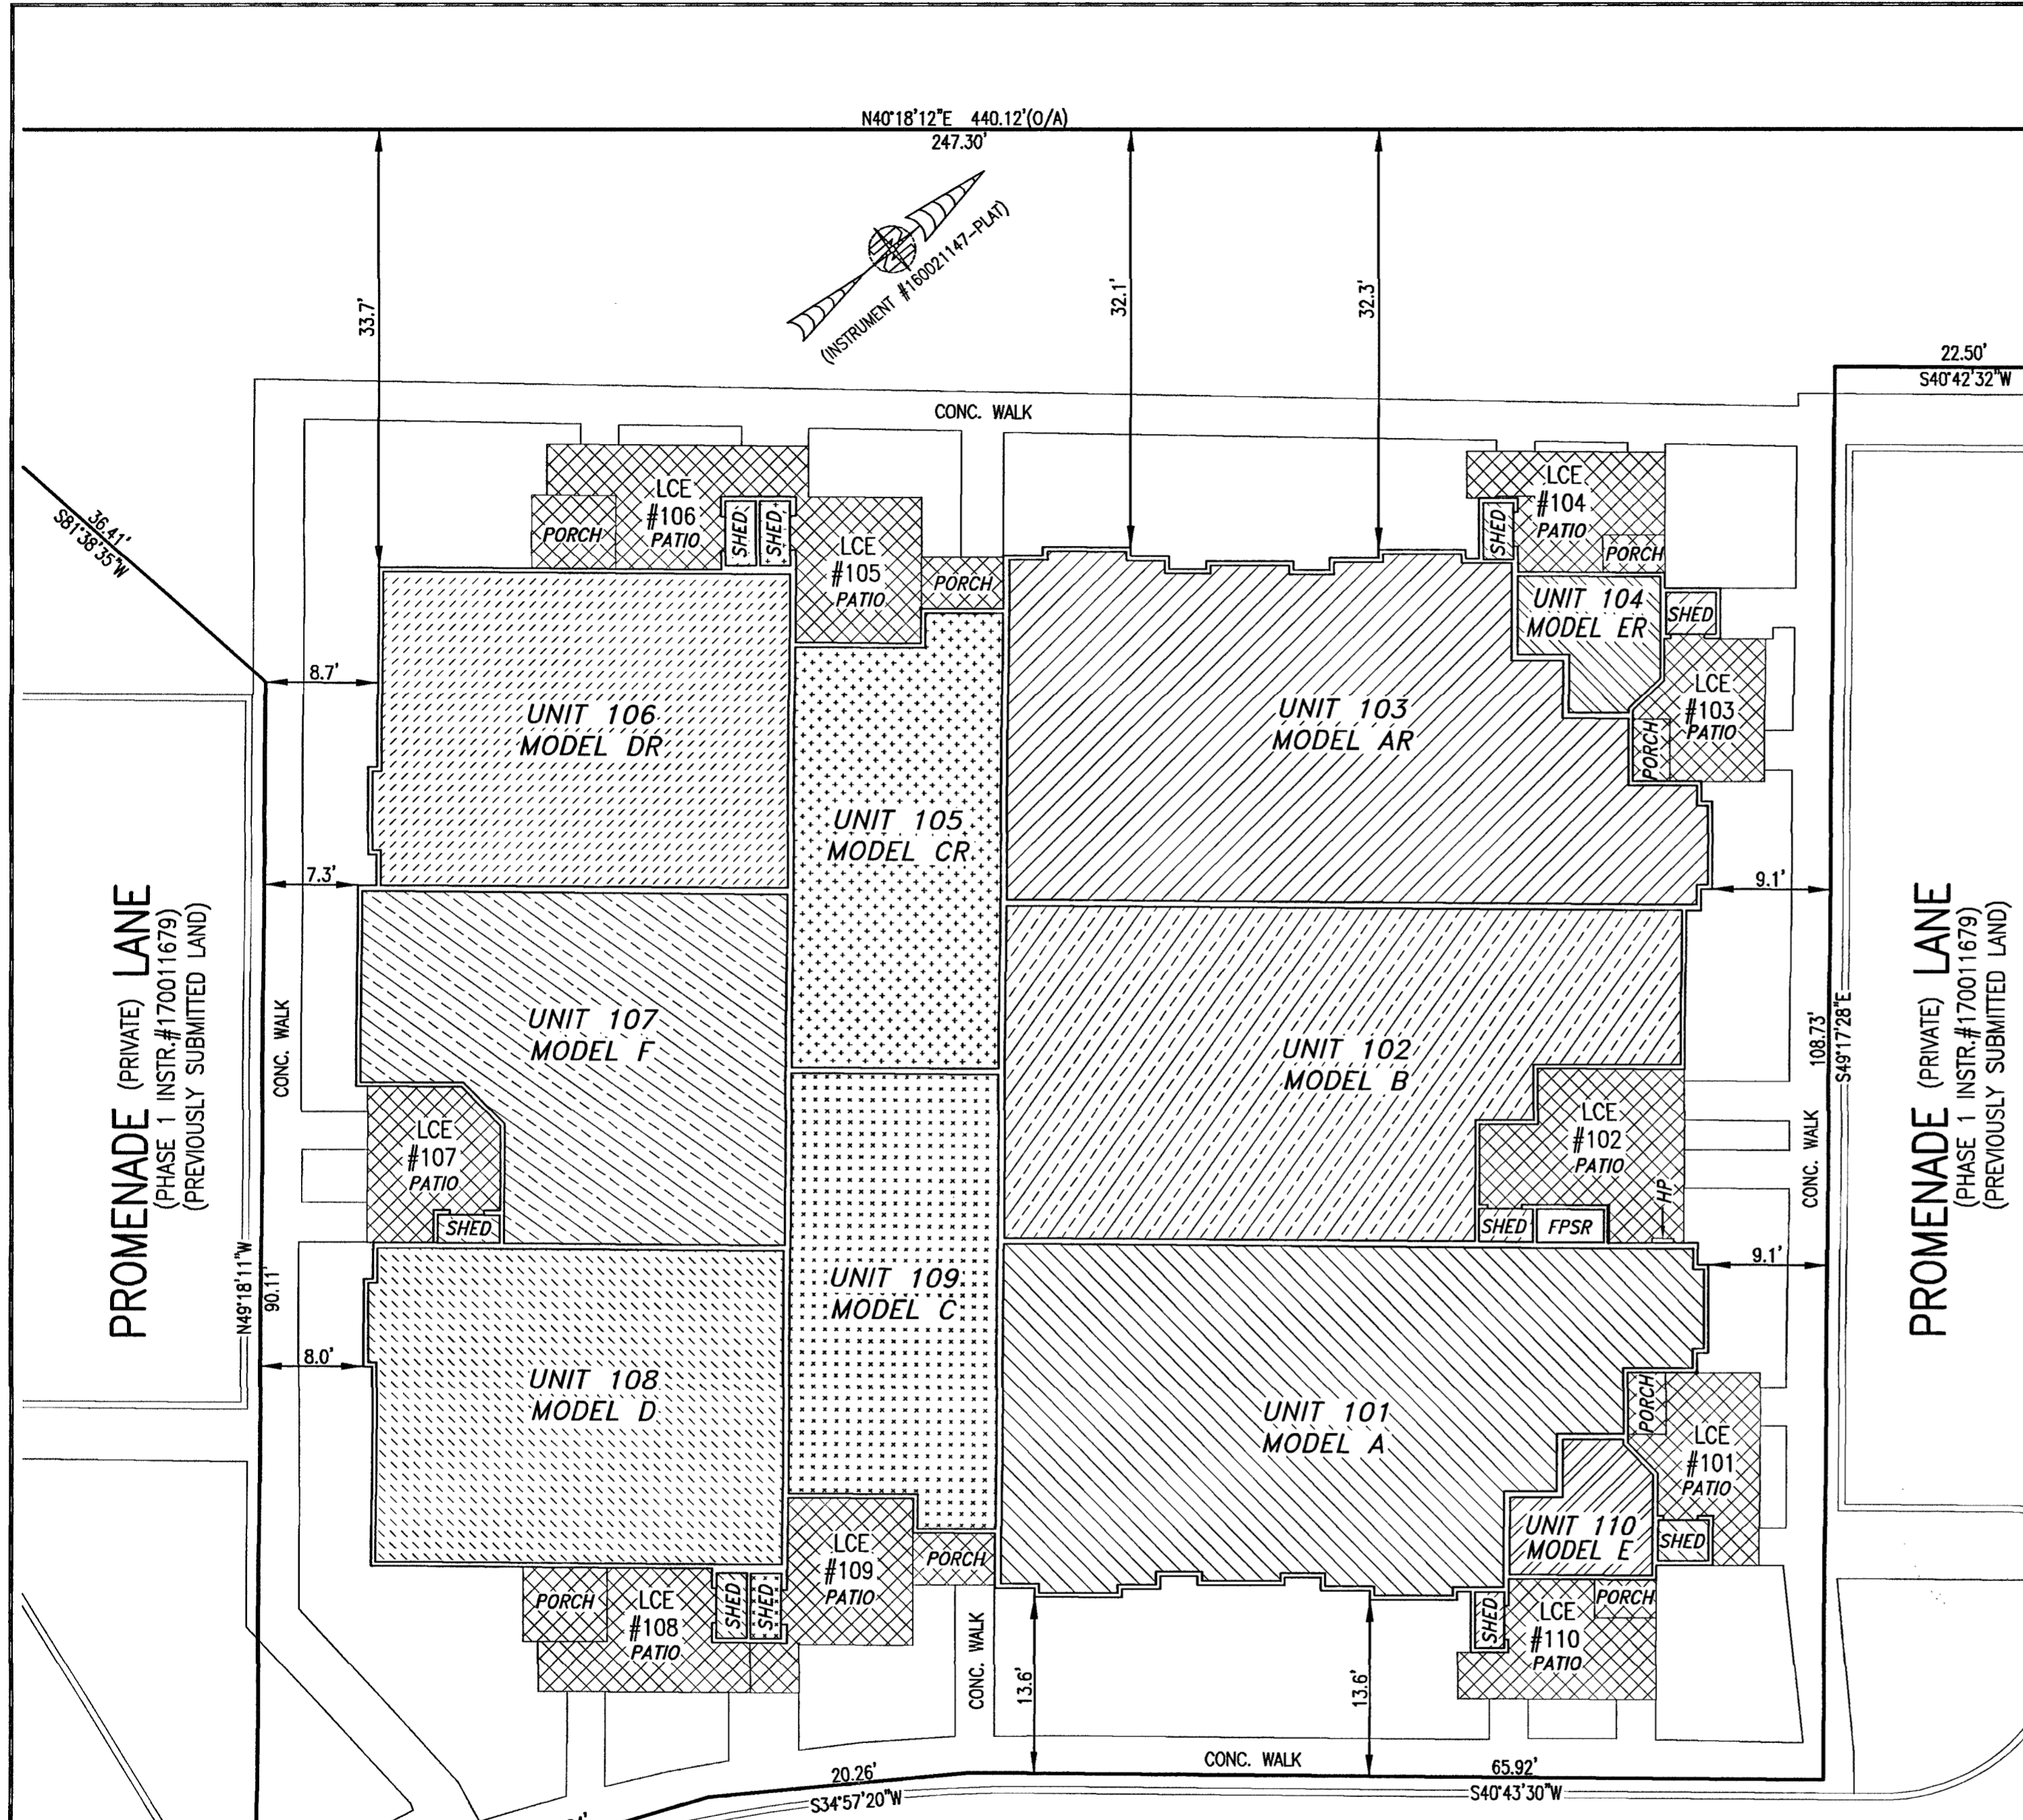 N40°18'12"E 440.12'(O/A)
247.30'
(INSTRUMENT #160021147-PLAT)
33.7'
32.1'
32.3'
22.50'
S40°42'32"W
36.41'
S81°38'35"W
CONC. WALK
LCE
#106
PATIO
PORCH
SHED
SHED
LCE
#105
PATIO
PORCH
LCE
#104
PATIO
PORCH
SHED
UNIT 104
MODEL ER
SHED
LCE
#103
PATIO
PORCH
8.7'
UNIT 106
MODEL DR
UNIT 103
MODEL AR
UNIT 105
MODEL CR
7.3'
9.1'
PROMENADE (PRIVATE) LANE
(PHASE 1 INSTR.#170011679)
(PREVIOUSLY SUBMITTED LAND)
CONC. WALK
N49°18'11"W
90.11'
UNIT 107
MODEL F
UNIT 102
MODEL B
LCE
#107
PATIO
SHED
LCE
#102
PATIO
HP
SHED
FPSR
108.73'
S49°17'28"E
CONC. WALK
PROMENADE (PRIVATE) LANE
(PHASE 1 INSTR.#170011679)
(PREVIOUSLY SUBMITTED LAND)
9.1'
UNIT 109
MODEL C
8.0'
UNIT 108
MODEL D
UNIT 101
MODEL A
PORCH
LCE
#101
PATIO
SHED
UNIT 110
MODEL E
PORCH
LCE
#108
PATIO
SHED
SHED
LCE
#109
PATIO
PORCH
SHED
LCE
#110
PATIO
PORCH
CONC. WALK
13.6'
13.6'
CONC. WALK
20.26'
S34°57'20"W
65.92'
S40°43'30"W